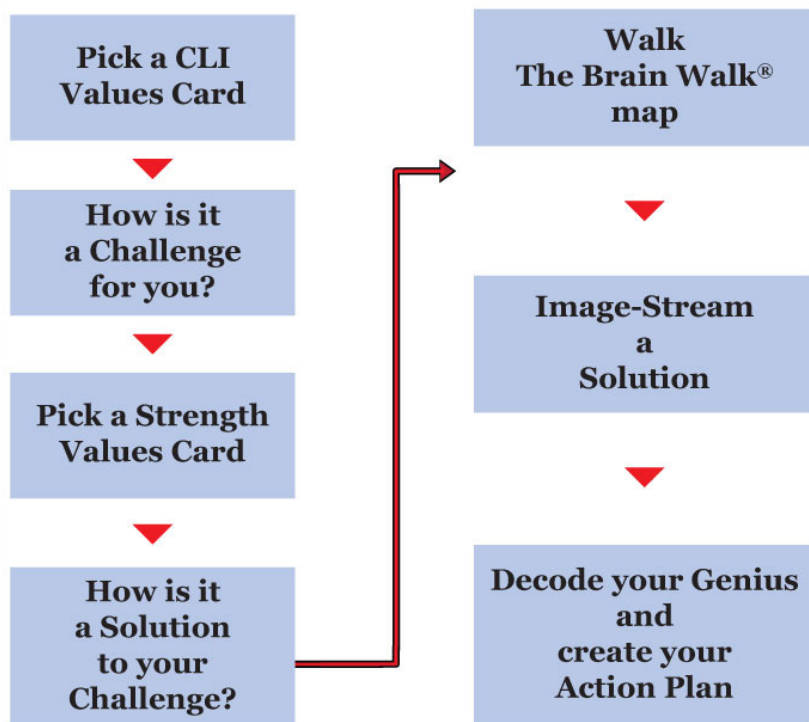 Pick a CLI
Values Card
How is it
a Challenge
for you?
Pick a Strength
Values Card
How is it
a Solution
to your
Challenge?
Walk
The Brain Walk®
map
Image-Stream
a
Solution
Decode your Genius
and
create your
Action Plan